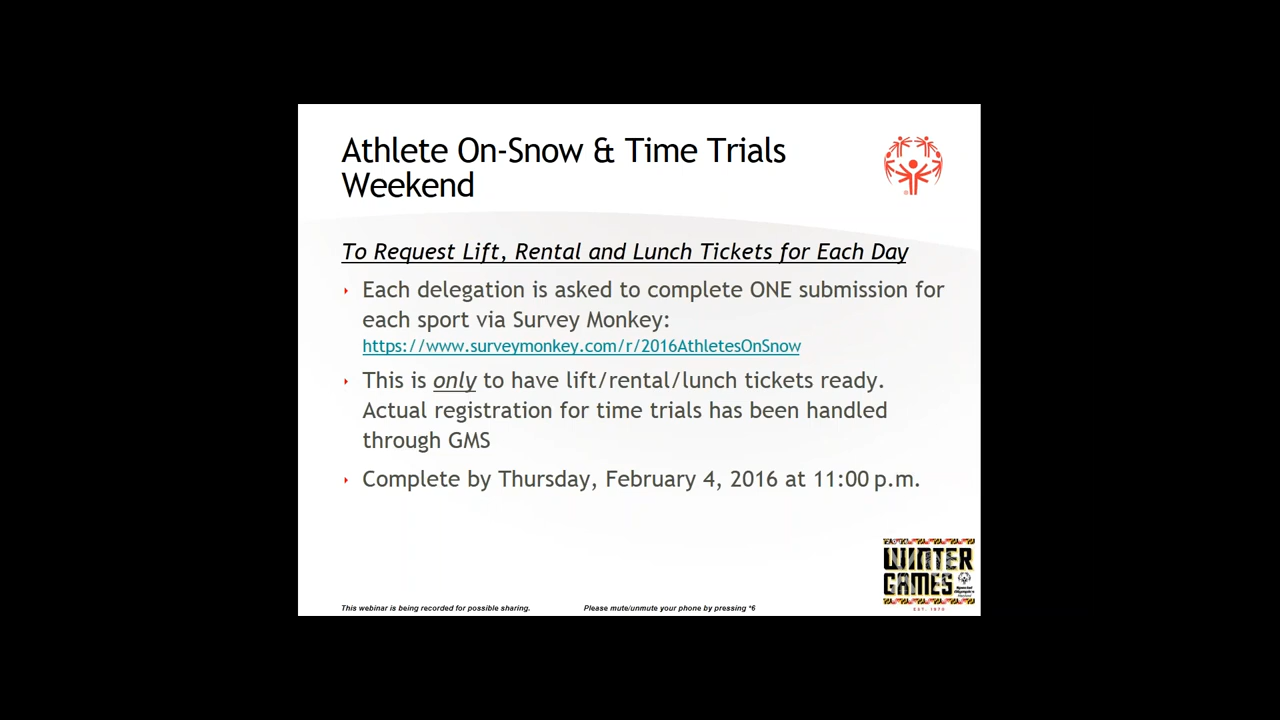 Athlete On-Snow & Time Trials
Weekend
To Request Lift, Rental and Lunch Tickets for Each Day
Each delegation is asked to complete ONE submission for
each sport via Survey Monkey:
https://www.surveymonkey.com/r/2016AthletesOnSnow
This is only to have lift/rental/lunch tickets ready.
Actual registration for time trials has been handled
through GMS
Complete by Thursday, February 4, 2016 at 11:00 p.m.
WINTER
GAMES
EST. 1970
This webinar is being recorded for possible sharing.
Please mute/unmute your phone by pressing *6